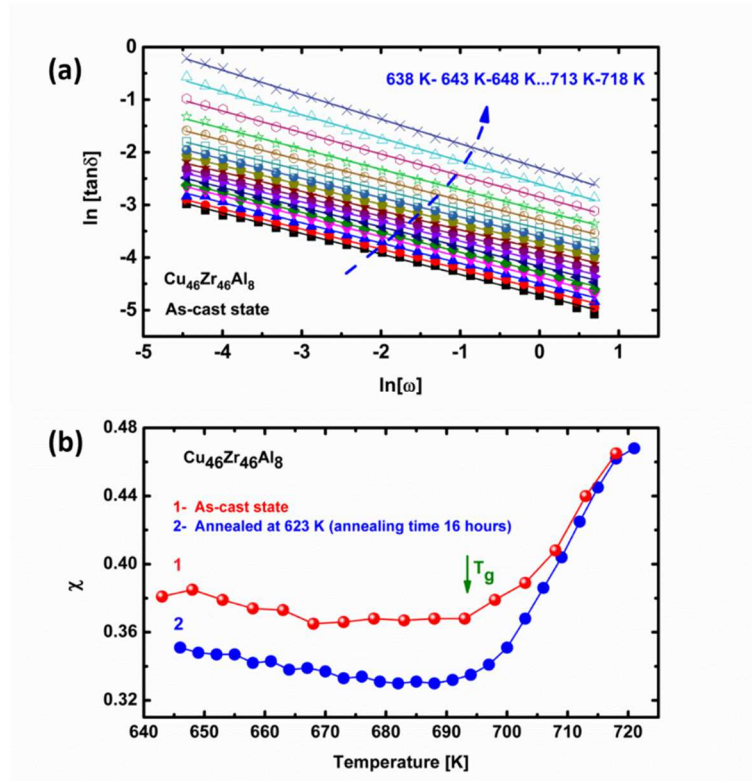 (a)
0
-1
-2
-3
-4
-5
ln [tanδ]
638 K- 643 K-648 K...713 K-718 K
Cu46Zr46Al8
As-cast state
-5 -4 -3 -2 -1 0 1
ln[ω]
(b)
0.48
0.44
0.40
0.36
0.32
χ
Cu46Zr46Al8
1- As-cast state
2- Annealed at 623 K (annealing time 16 hours)
1
Tg
2
640 650 660 670 680 690 700 710 720
Temperature [K]